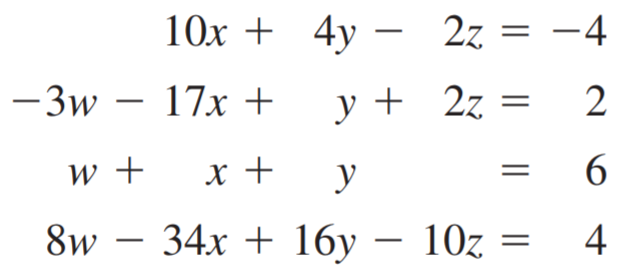 10x + 4y − 2z = −4
−3w − 17x + y + 2z = 2
w + x + y = 6
8w − 34x + 16y − 10z = 4